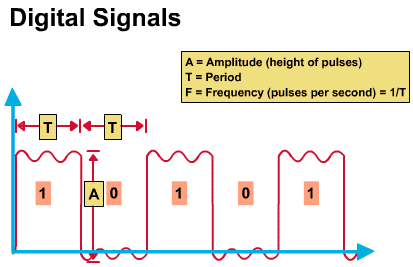 Digital Signals
A = Amplitude (height of pulses)
T = Period
F = Frequency (pulses per second) = 1/T
T T
1 A 0 1 0 1